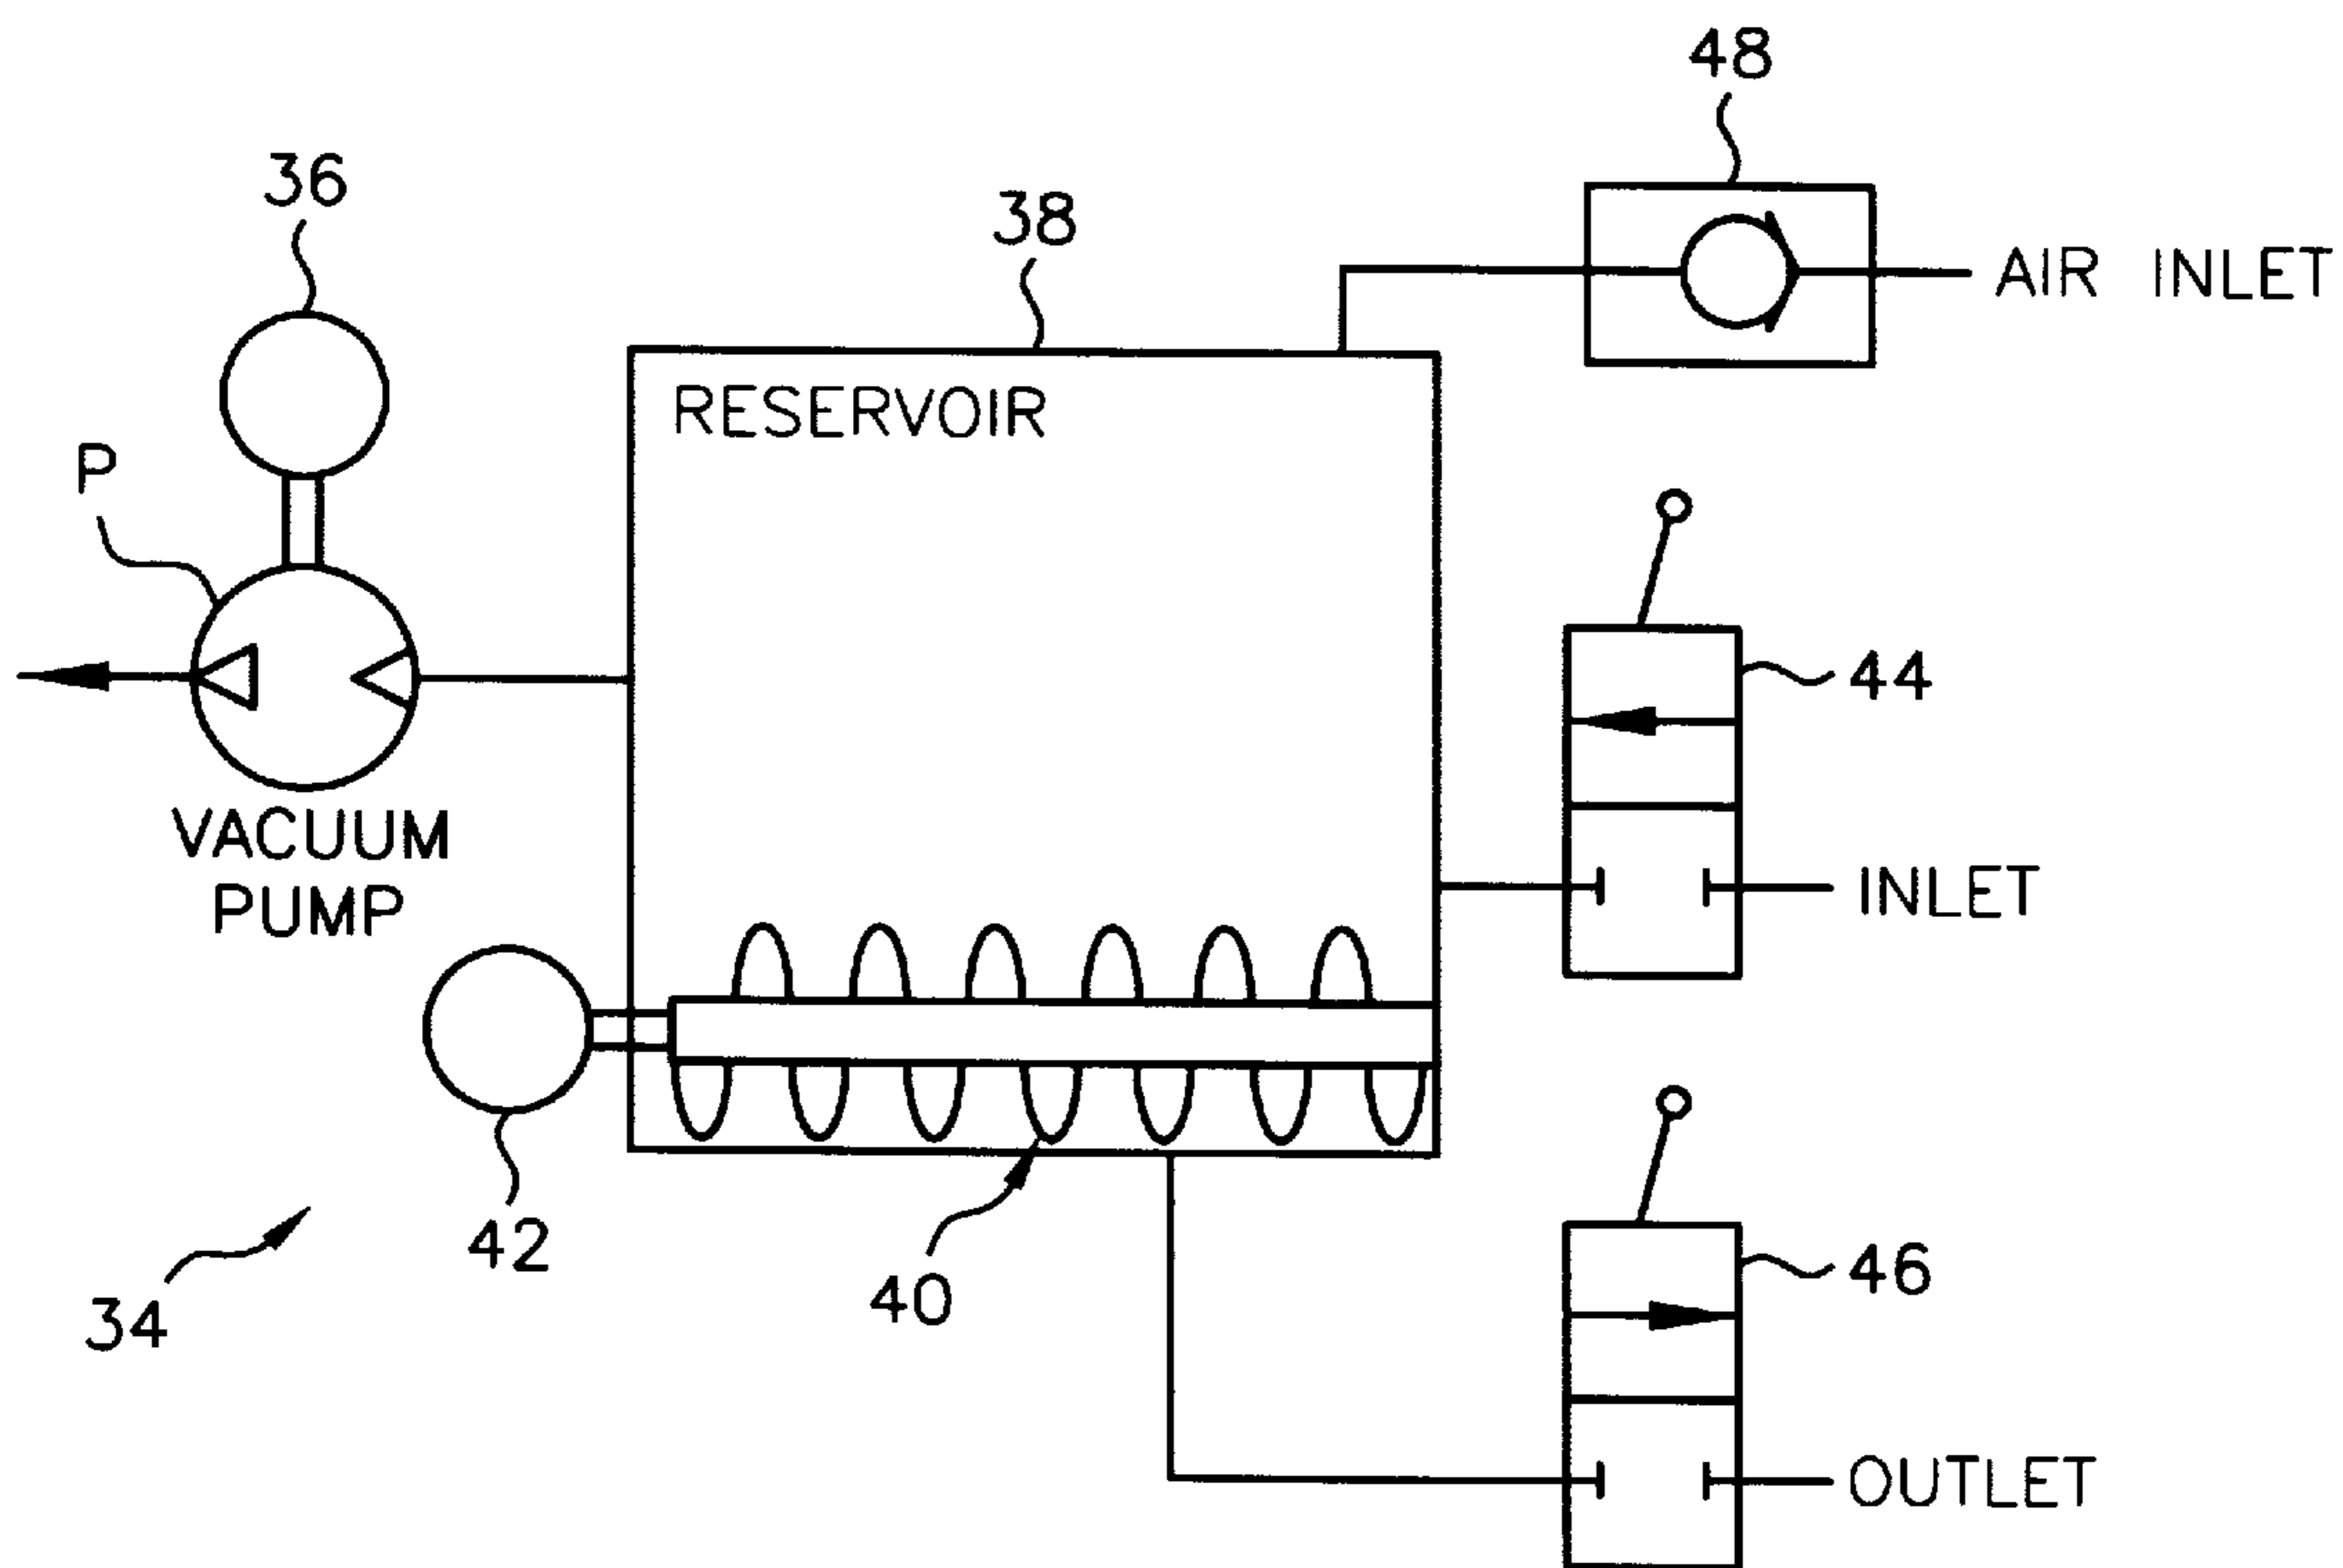 48
36
38
AIR INLET
RESERVOIR
P
44
VACUUM
PUMP
INLET
42
46
40
34
OUTLET